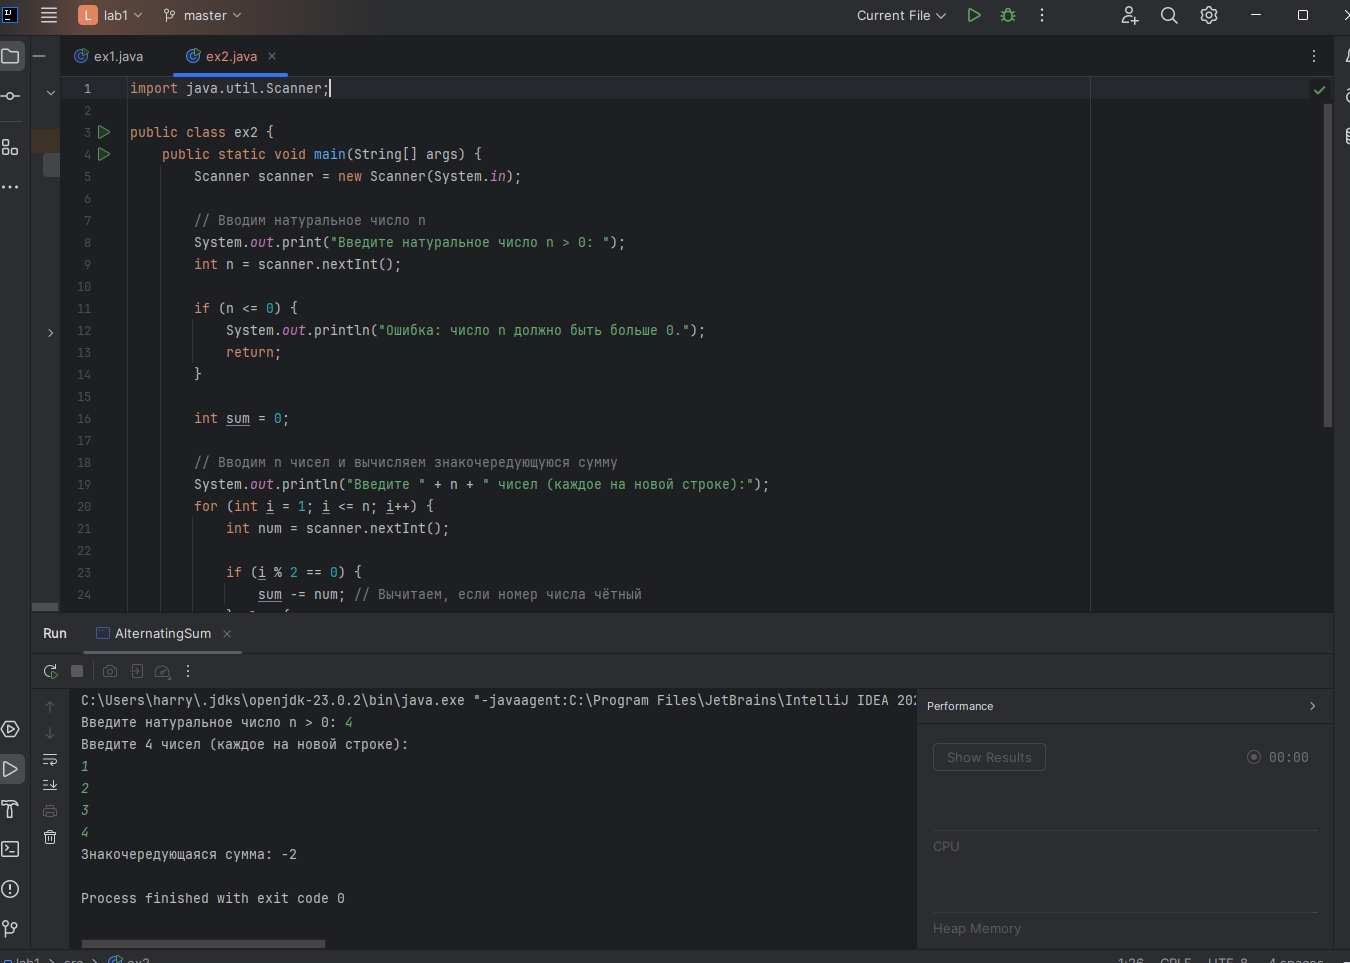 L lab1 master Current File
ex1.java ex2.java
1 import java.util.Scanner;
2
3 public class ex2 {
4 public static void main(String[] args) {
5 Scanner scanner = new Scanner(System.in);
6
7 // Вводим натуральное число n
8 System.out.print("Введите натуральное число n > 0: ");
9 int n = scanner.nextInt();
10
11 if (n <= 0) {
12 System.out.println("Ошибка: число n должно быть больше 0.");
13 return;
14 }
15
16 int sum = 0;
17
18 // Вводим n чисел и вычисляем знакочередующуюся сумму
19 System.out.println("Введите " + n + " чисел (каждое на новой строке):");
20 for (int i = 1; i <= n; i++) {
21 int num = scanner.nextInt();
22
23 if (i % 2 == 0) {
24 sum -= num; // Вычитаем, если номер числа чётный
Run AlternatingSum
C:\Users\harry\.jdks\openjdk-23.0.2\bin\java.exe "-javaagent:C:\Program Files\JetBrains\IntelliJ IDEA 202
Введите натуральное число n > 0: 4
Введите 4 чисел (каждое на новой строке):
1
2
3
4
Знакочередующаяся сумма: -2
Process finished with exit code 0
Performance
Show Results 00:00
CPU
Heap Memory
lab1 src ex2 1:26 CRLF UTF-8 4 spaces